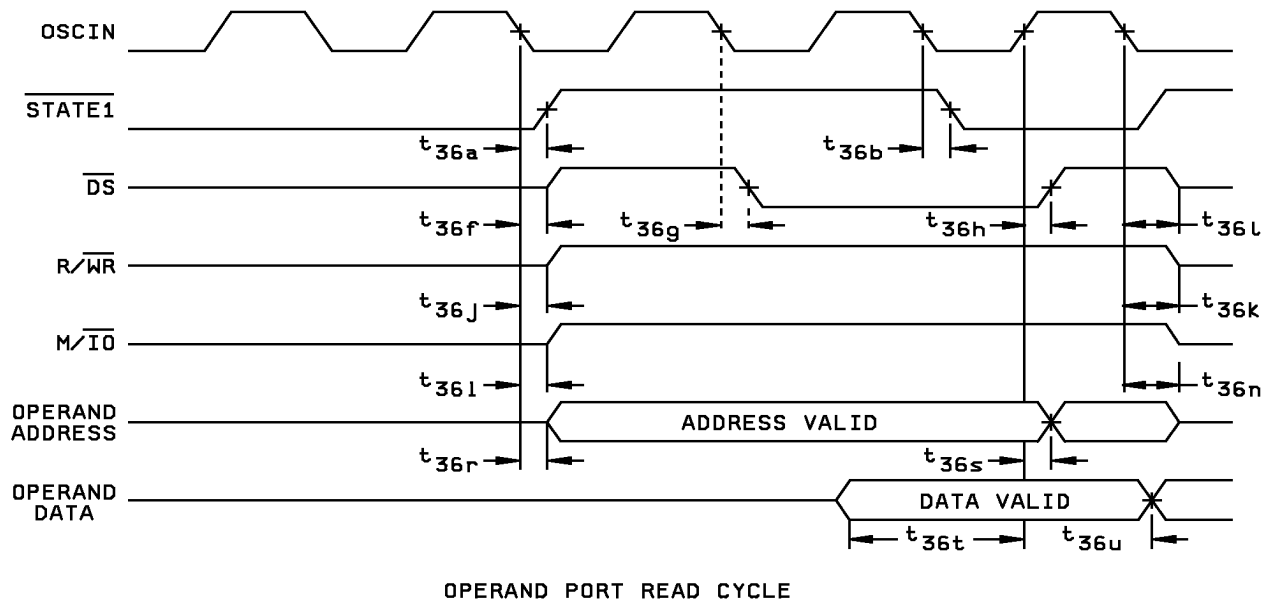 OSCIN
STATE1
t36a
t36b
DS
t36f
t36g
t36h
t36l
R/WR
t36j
t36k
M/IO
t36l
t36n
OPERAND
ADDRESS
ADDRESS VALID
t36r
t36s
OPERAND
DATA
DATA VALID
t36t
t36u
OPERAND PORT READ CYCLE